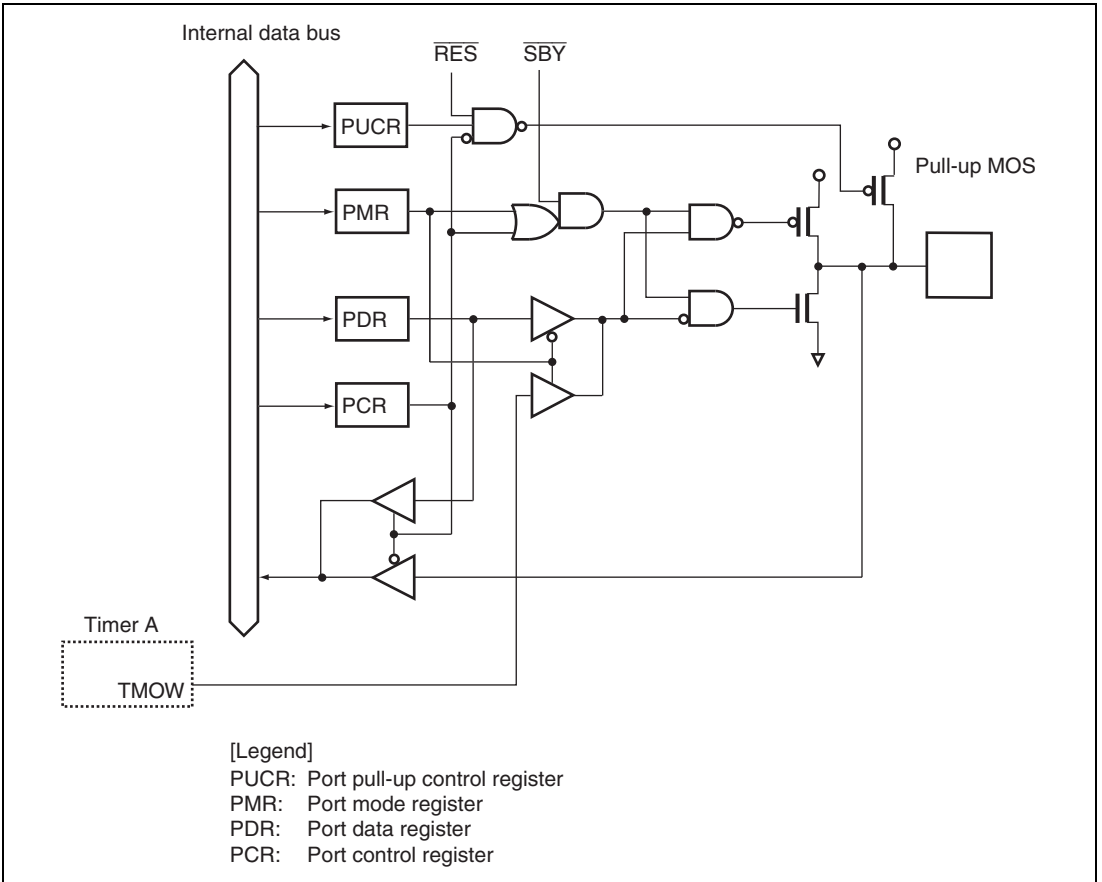 Internal data bus
RES
SBY
PUCR
Pull-up MOS
PMR
PDR
PCR
Timer A
TMOW
[Legend]
PUCR: Port pull-up control register
PMR: Port mode register
PDR: Port data register
PCR: Port control register